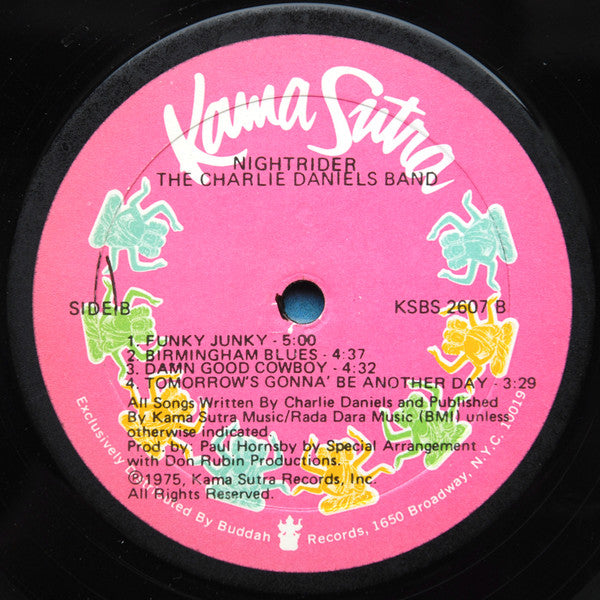 Kama Sutra
NIGHTRIDER
THE CHARLIE DANIELS BAND
SIDE B
KSBS 2607 B
1. FUNKY JUNKY - 5:00
2. BIRMINGHAM BLUES - 4:37
3. DAMN GOOD COWBOY - 4:32
4. TOMORROW'S GONNA' BE ANOTHER DAY - 3:29
All Songs Written By Charlie Daniels and Published
By Kama Sutra Music/Rada Dara Music (BMI) unless
otherwise indicated.
Prod. by: Paul Hornsby by Special Arrangement
with Don Rubin Productions.
℗1975, Kama Sutra Records, Inc.
All Rights Reserved.
Exclusively Distributed By Buddah Records, 1650 Broadway, N.Y.C. 10019